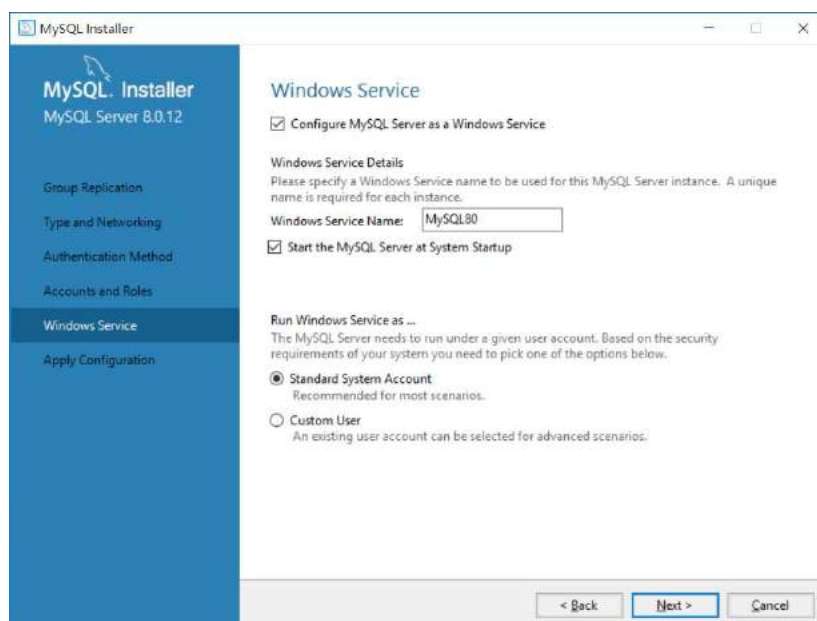 MySQL Installer
MySQL. Installer
MySQL Server 8.0.12
Group Replication
Type and Networking
Authentication Method
Accounts and Roles
Windows Service
Apply Configuration
Windows Service
Configure MySQL Server as a Windows Service
Windows Service Details
Please specify a Windows Service name to be used for this MySQL Server instance. A unique
name is required for each instance.
Windows Service Name: MySQL80
Start the MySQL Server at System Startup
Run Windows Service as ...
The MySQL Server needs to run under a given user account. Based on the security
requirements of your system you need to pick one of the options below.
Standard System Account
Recommended for most scenarios.
Custom User
An existing user account can be selected for advanced scenarios.
< Back Next > Cancel